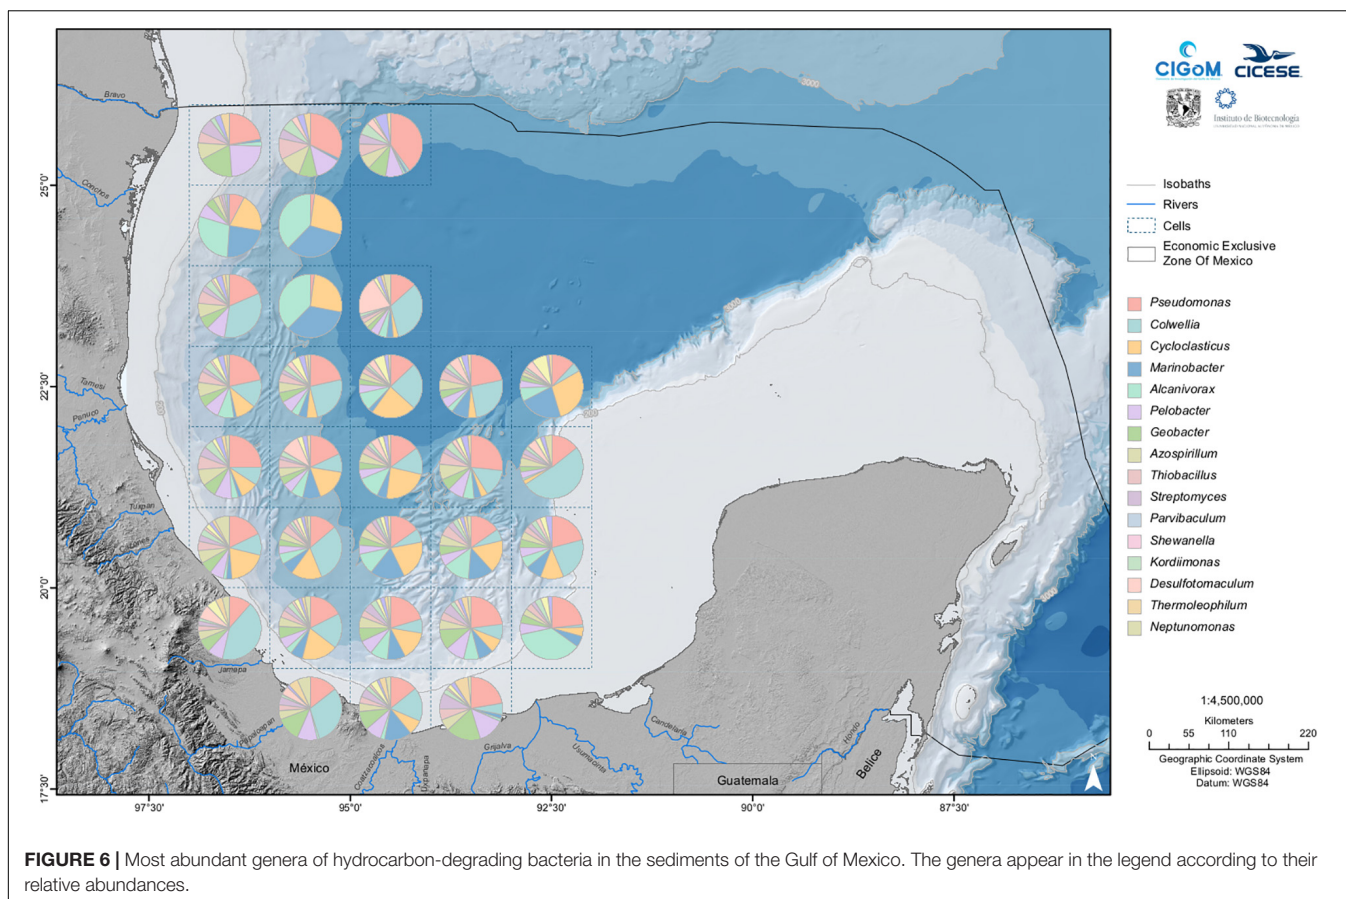 CIGoM
CICESE
Instituto de Biotecnología
Bravo
3000
25°0'
Conchos
Isobaths
Rivers
Cells
Economic Exclusive
Zone Of Mexico
Pseudomonas
Colwellia
Cycloclasticus
Marinobacter
Alcanivorax
Pelobacter
Geobacter
Azospirillum
Thiobacillus
Streptomyces
Parvibaculum
Shewanella
Kordiimonas
Desulfotomaculum
Thermoleophilum
Neptunomonas
22°30'
Tamesi
Panuco
200
Tuxpan
20°0'
Jamapa
Papaloapan
Coatzacoalcos
Uxpanapa
Grijalva
Usumacinta
Candelaria
Hondo
México
Guatemala
Belice
17°30'
97°30'
95°0'
92°30'
90°0'
87°30'
1:4,500,000
Kilometers
0 55 110 220
Geographic Coordinate System
Ellipsoid: WGS84
Datum: WGS84
FIGURE 6 | Most abundant genera of hydrocarbon-degrading bacteria in the sediments of the Gulf of Mexico. The genera appear in the legend according to their
relative abundances.